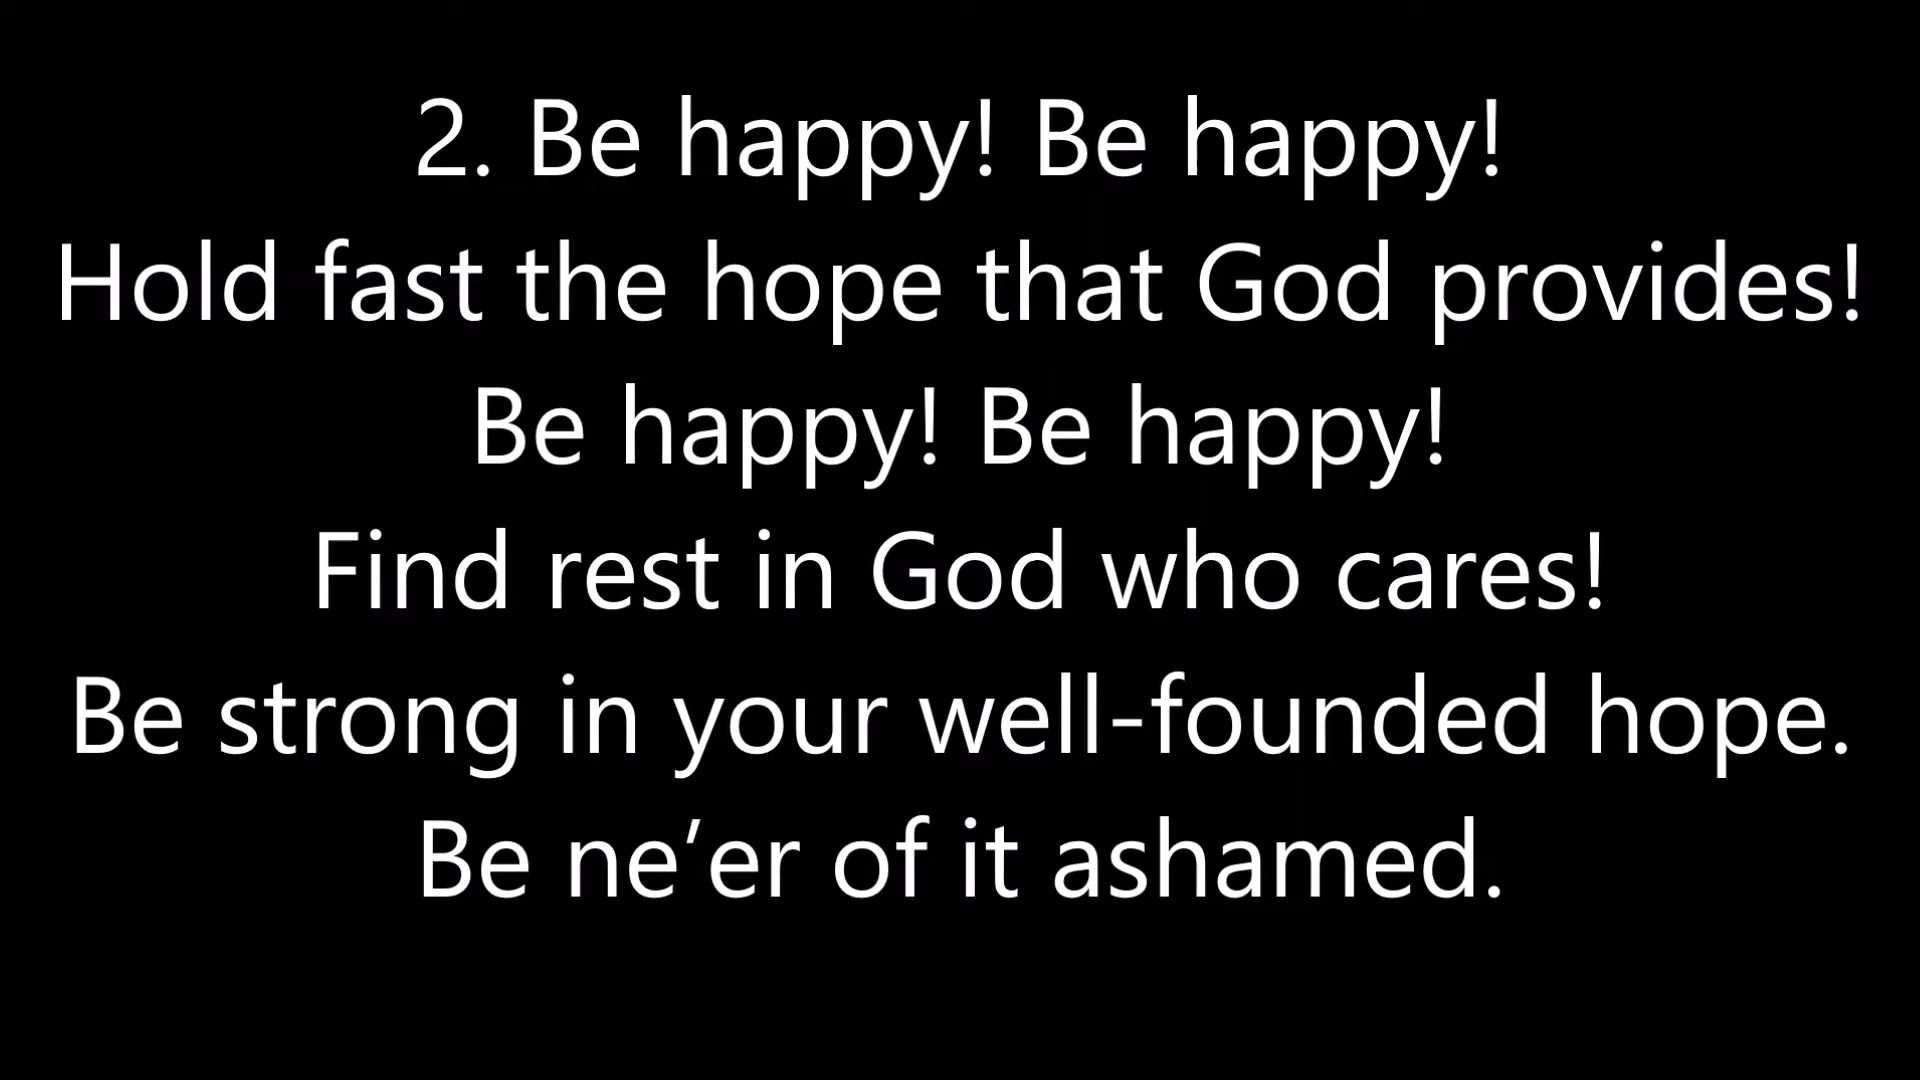 2. Be happy! Be happy!
Hold fast the hope that God provides!
Be happy! Be happy!
Find rest in God who cares!
Be strong in your well-founded hope.
Be ne’er of it ashamed.